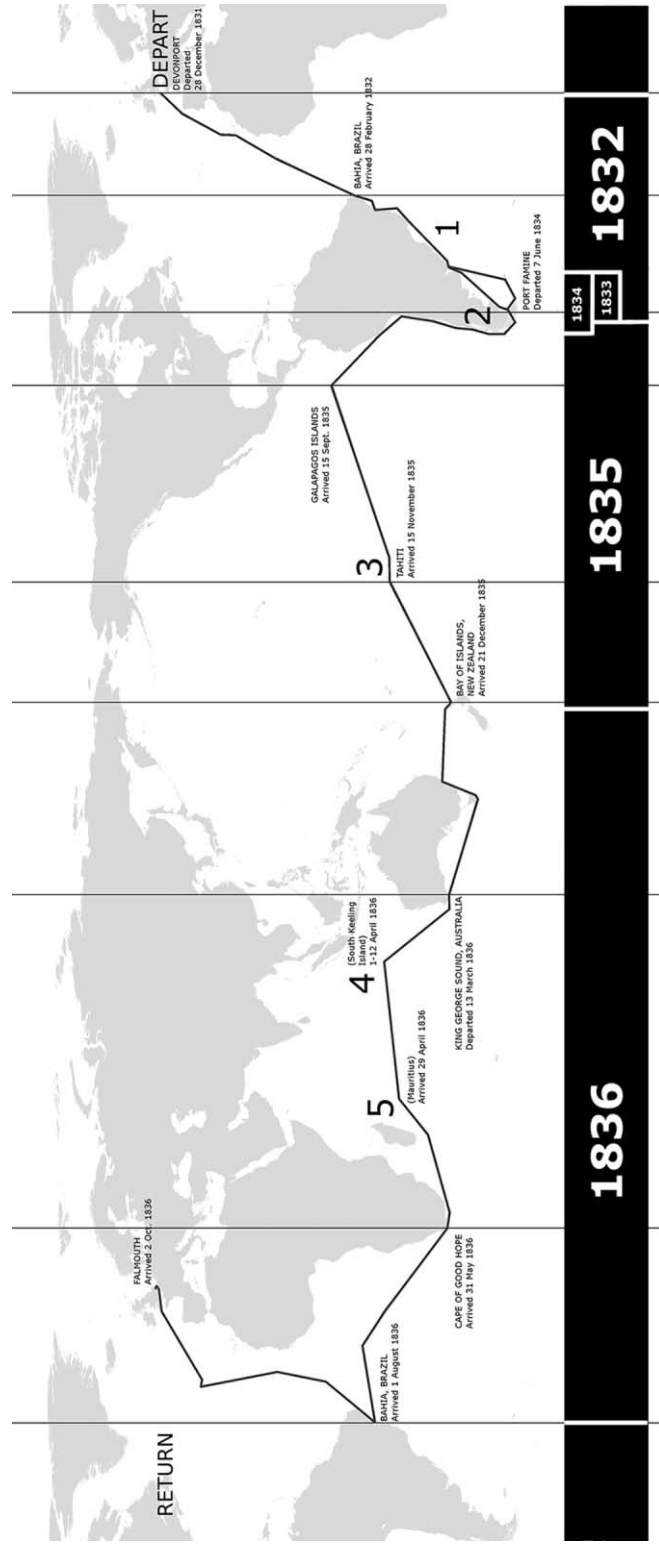 DEPART
DEVONPORT
Departed
28 December 1831
BAHIA, BRAZIL
Arrived 28 February 1832
1
PORT FAMINE
Departed 7 June 1834
2
GALAPAGOS ISLANDS
Arrived 15 Sept. 1835
3
TAHITI
Arrived 15 November 1835
BAY OF ISLANDS,
NEW ZEALAND
Arrived 21 December 1835
KING GEORGE SOUND, AUSTRALIA
Departed 13 March 1836
4
(South Keeling
Island)
1-12 April 1836
5
(Mauritius)
Arrived 29 April 1836
CAPE OF GOOD HOPE
Arrived 31 May 1836
BAHIA, BRAZIL
Arrived 1 August 1836
FALMOUTH
Arrived 2 Oct. 1836
RETURN
1832
1834
1833
1835
1836